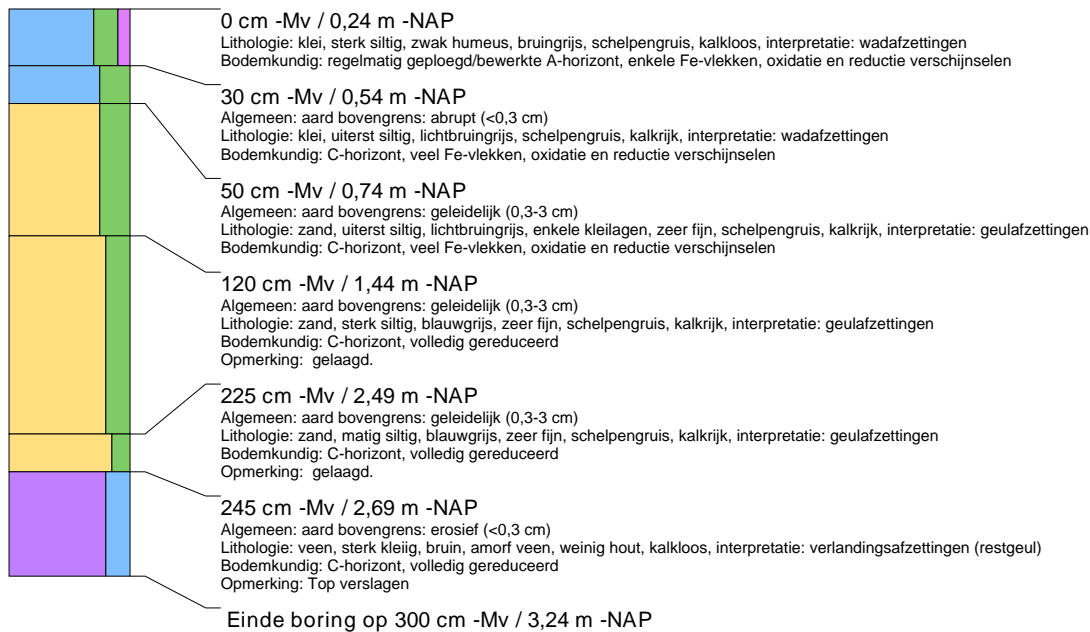 0 cm -Mv / 0,24 m -NAP
Lithologie: klei, sterk siltig, zwak humeus, bruingrijs, schelpengruis, kalkloos, interpretatie: wadafzettingen
Bodemkundig: regelmatig geploegd/bewerkte A-horizont, enkele Fe-vlekken, oxidatie en reductie verschijnselen
30 cm -Mv / 0,54 m -NAP
Algemeen: aard bovengrens: abrupt (<0,3 cm)
Lithologie: klei, uiterst siltig, lichtbruingrijs, schelpengruis, kalkrijk, interpretatie: wadafzettingen
Bodemkundig: C-horizont, veel Fe-vlekken, oxidatie en reductie verschijnselen
50 cm -Mv / 0,74 m -NAP
Algemeen: aard bovengrens: geleidelijk (0,3-3 cm)
Lithologie: zand, uiterst siltig, lichtbruingrijs, enkele kleilagen, zeer fijn, schelpengruis, kalkrijk, interpretatie: geulafzettingen
Bodemkundig: C-horizont, veel Fe-vlekken, oxidatie en reductie verschijnselen
120 cm -Mv / 1,44 m -NAP
Algemeen: aard bovengrens: geleidelijk (0,3-3 cm)
Lithologie: zand, sterk siltig, blauwgrijs, zeer fijn, schelpengruis, kalkrijk, interpretatie: geulafzettingen
Bodemkundig: C-horizont, volledig gereduceerd
Opmerking: gelaagd.
225 cm -Mv / 2,49 m -NAP
Algemeen: aard bovengrens: geleidelijk (0,3-3 cm)
Lithologie: zand, matig siltig, blauwgrijs, zeer fijn, schelpengruis, kalkrijk, interpretatie: geulafzettingen
Bodemkundig: C-horizont, volledig gereduceerd
Opmerking: gelaagd.
245 cm -Mv / 2,69 m -NAP
Algemeen: aard bovengrens: erosief (<0,3 cm)
Lithologie: veen, sterk kleiig, bruin, amorf veen, weinig hout, kalkloos, interpretatie: verlandingsafzettingen (restgeul)
Bodemkundig: C-horizont, volledig gereduceerd
Opmerking: Top verslagen
Einde boring op 300 cm -Mv / 3,24 m -NAP